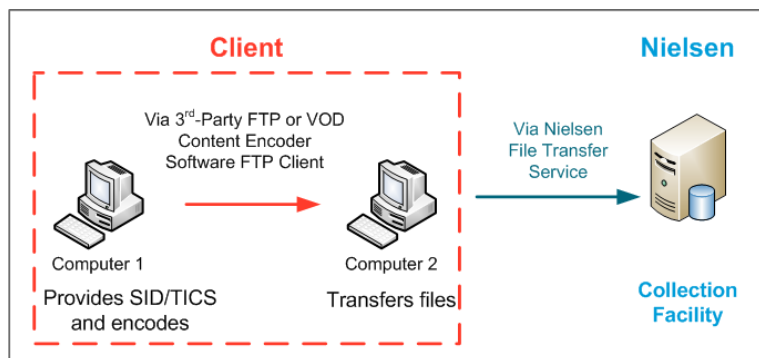 Client
Nielsen
Via 3rd-Party FTP or VOD
Content Encoder
Software FTP Client
Via Nielsen
File Transfer
Service
Computer 1
Computer 2
Provides SID/TICS
and encodes
Transfers files
Collection
Facility